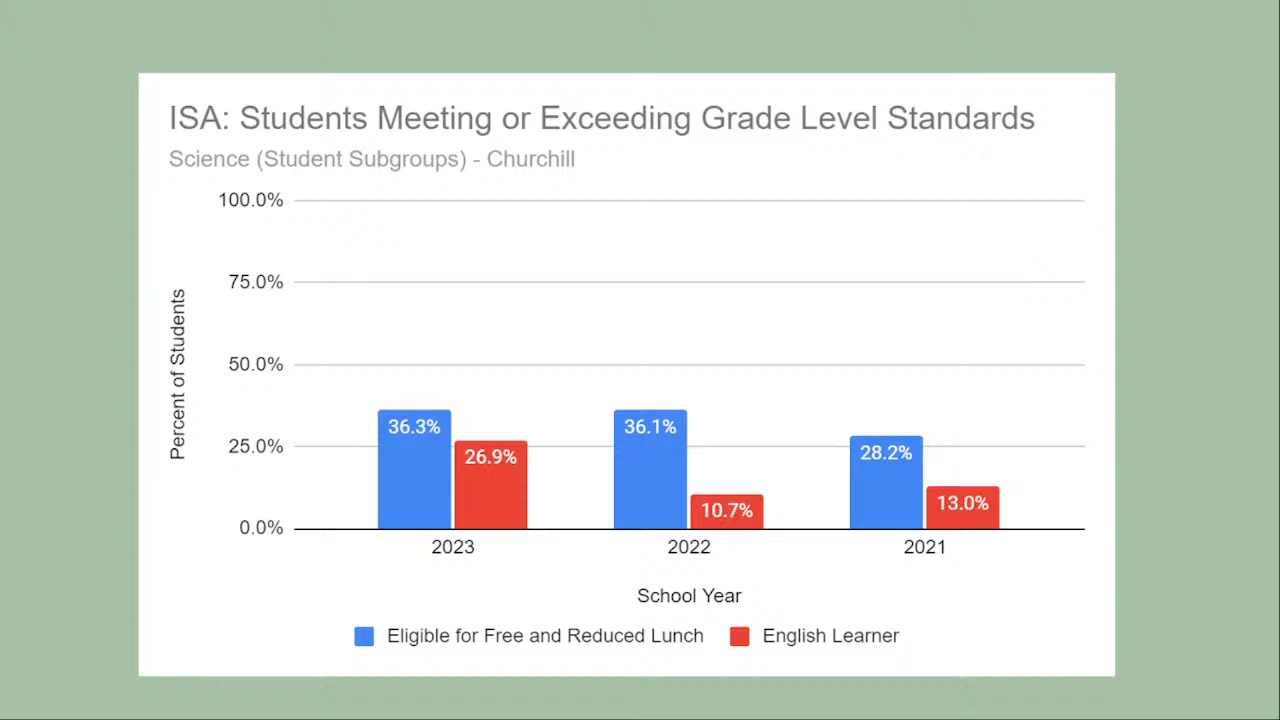 ISA: Students Meeting or Exceeding Grade Level Standards
Science (Student Subgroups) - Churchill
100.0%
75.0%
50.0%
25.0%
0.0%
Percent of Students
36.3%
26.9%
36.1%
10.7%
28.2%
13.0%
2023
2022
2021
School Year
Eligible for Free and Reduced Lunch
English Learner